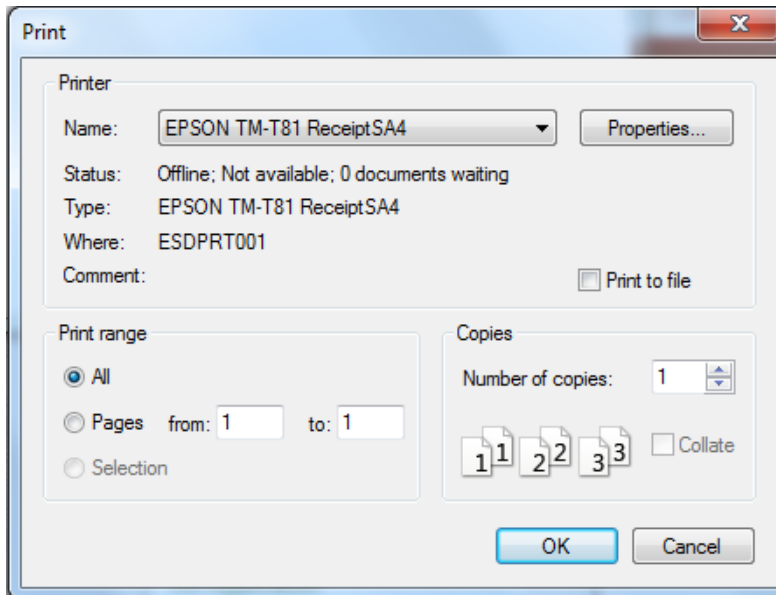 Print
Printer
Name: EPSON TM-T81 ReceiptSA4 Properties...
Status: Offline; Not available; 0 documents waiting
Type: EPSON TM-T81 ReceiptSA4
Where: ESDPRT001
Comment: Print to file
Print range
All
Pages from: 1 to: 1
Selection
Copies
Number of copies: 1
1 1 2 2 3 3 Collate
OK Cancel